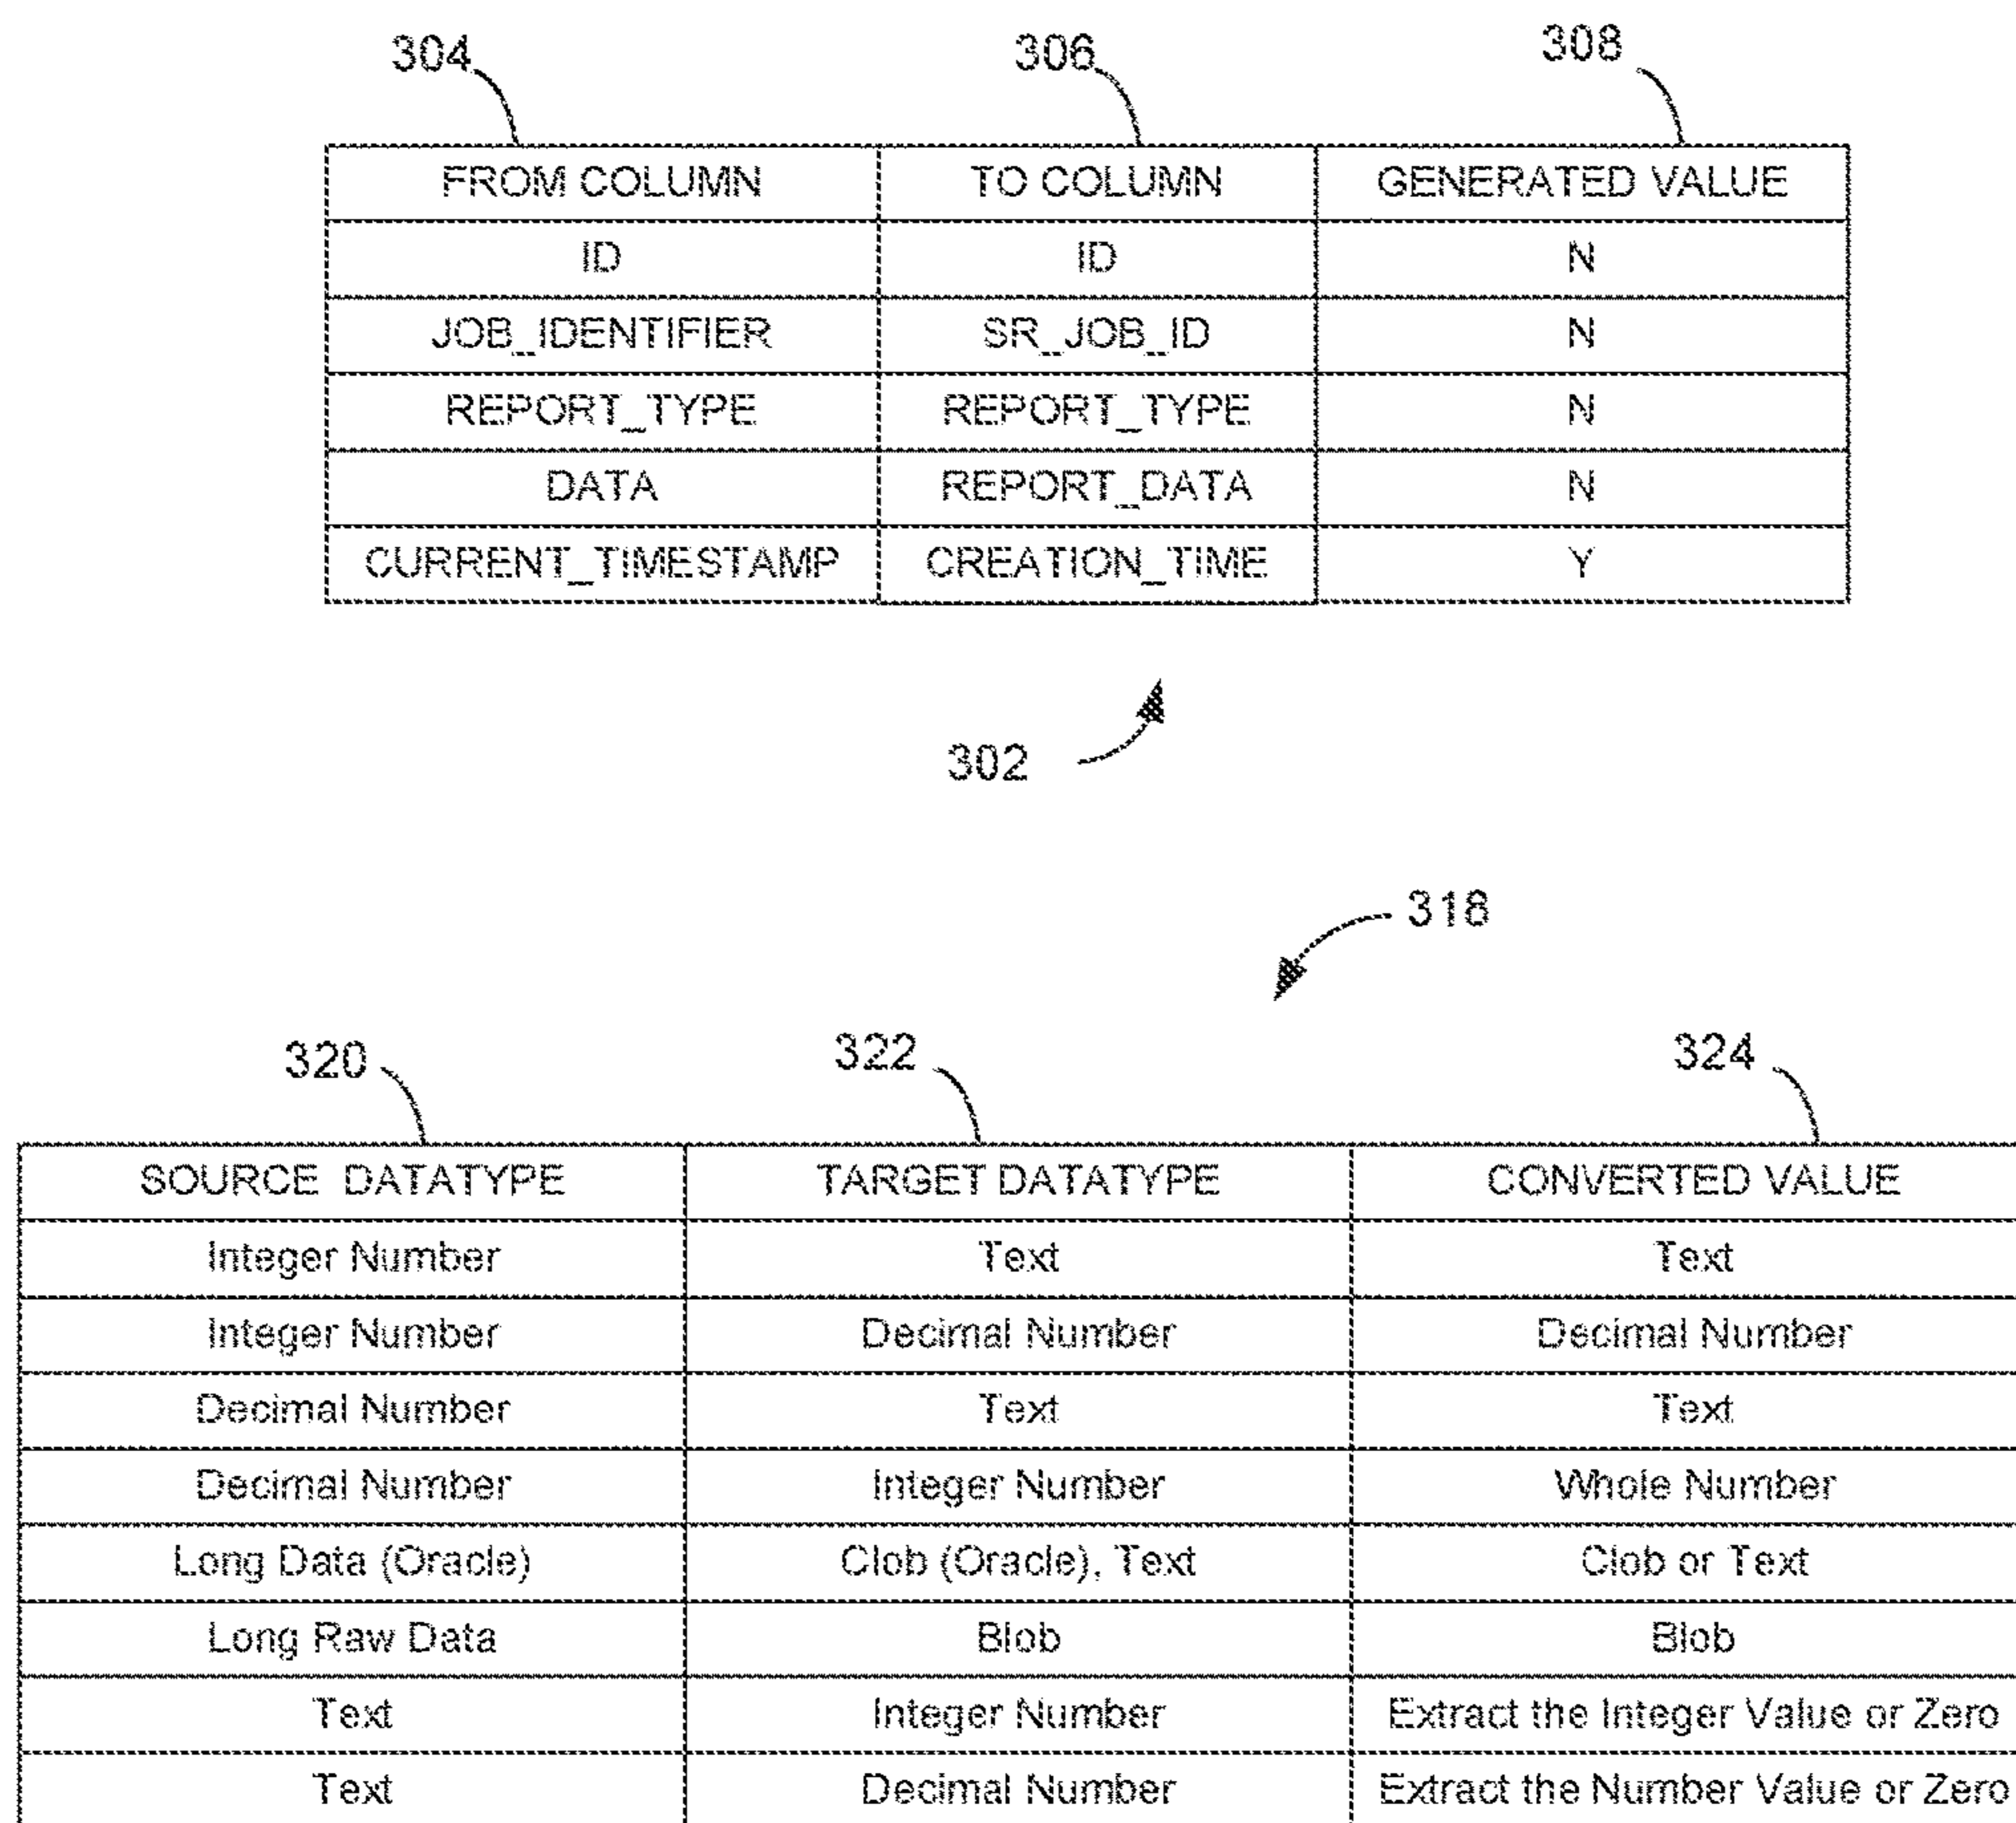 304 306 308
FROM COLUMN TO COLUMN GENERATED VALUE
ID ID N
JOB_IDENTIFIER SR_JOB_ID N
REPORT_TYPE REPORT_TYPE N
DATA REPORT_DATA N
CURRENT_TIMESTAMP CREATION_TIME Y
302
318
320 322 324
SOURCE DATATYPE TARGET DATATYPE CONVERTED VALUE
Integer Number Text Text
Integer Number Decimal Number Decimal Number
Decimal Number Text Text
Decimal Number Integer Number Whole Number
Long Data (Oracle) Clob (Oracle), Text Clob or Text
Long Raw Data Blob Blob
Text Integer Number Extract the Integer Value or Zero
Text Decimal Number Extract the Number Value or Zero